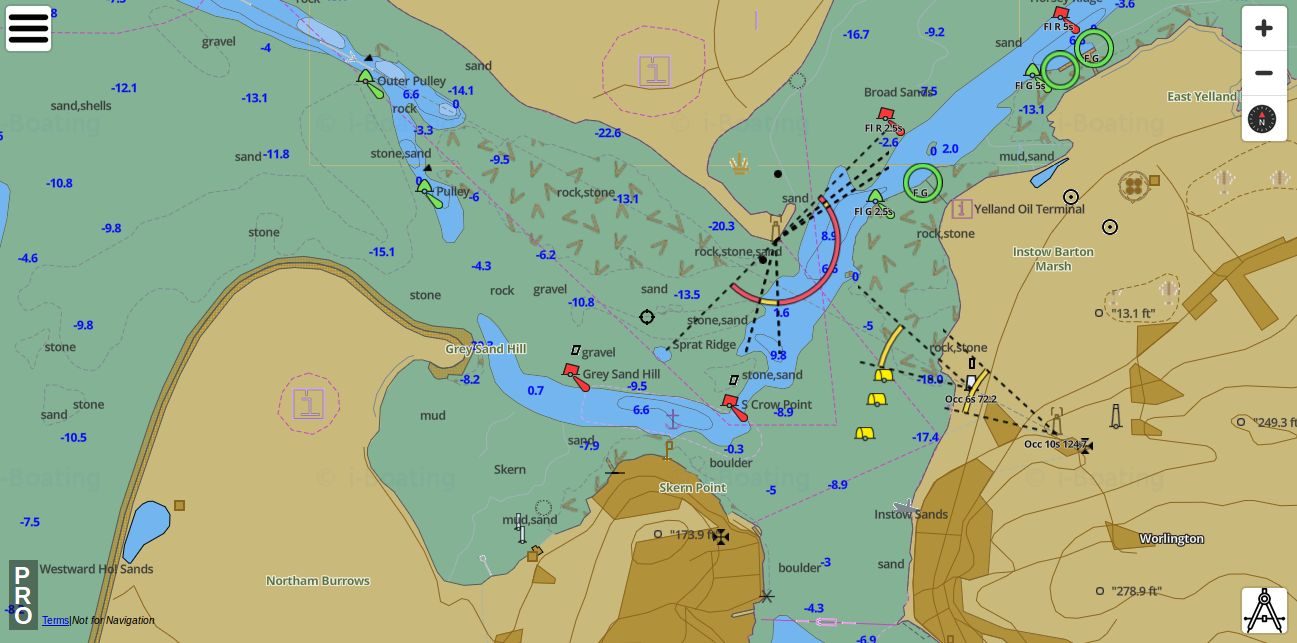 rock
-3.6
Horsey Ridge
Fl R 5s
-4
gravel
-16.7
-9.2
sand
F G
sand
Outer Pulley
-14.1
6.6
0
rock
-12.1
sand,shells
-13.1
Broad Sands
-7.5
Fl G 5s
-13.1
East Yelland
i-Boating
© i-Boating
-3.3
-22.6
Fl R 2.5s
-2.6
0
2.0
stone,sand
sand
-11.8
-9.5
mud,sand
-10.8
0
Pulley
-6
rock,stone
-13.1
sand
F G
Fl G 2.5s
Yelland Oil Terminal
-9.8
stone
-20.3
8.9
rock,stone
-4.6
-15.1
-4.3
-6.2
rock,stone,sand
6.6
0
Instow Barton
Marsh
stone
rock
gravel
-10.8
sand
-13.5
1.6
"13.1 ft"
-9.8
stone
stone,sand
-5
Grey Sand Hill
gravel
Sprat Ridge
9.8
rock,stone
-8.2
0.7
Grey Sand Hill
-9.5
stone,sand
-18.0
Occ 6s 72.2
sand
stone
mud
6.6
S Crow Point
-8.9
"249.3 ft
-10.5
sand
-7.9
-0.3
-17.4
Occ 10s 124.7
Skern
boulder
i-Boating
© i-Boating
i-Boating
© i-Boating
Skern Point
-5
-8.9
-7.5
mud,sand
Instow Sands
"173.9 ft"
Worlington
Westward Ho! Sands
Northam Burrows
boulder
-3
sand
"278.9 ft"
PRO
Terms|Not for Navigation
-4.3
-6.9